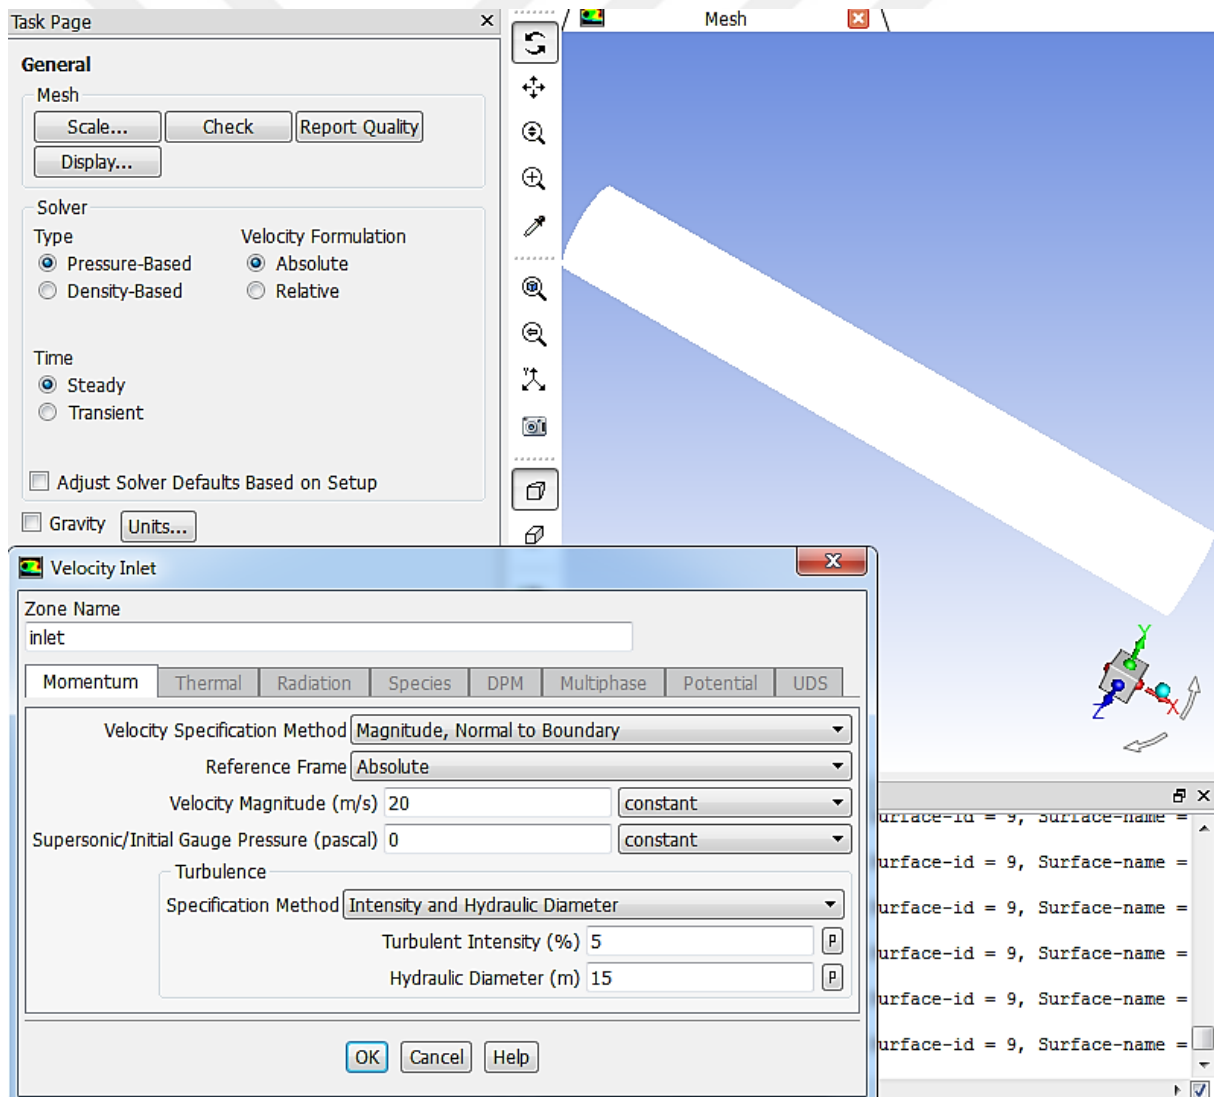 Task Page
Mesh
General
Mesh
Scale... Check Report Quality
Display...
Solver
Type Velocity Formulation
Pressure-Based Absolute
Density-Based Relative
Time
Steady
Transient
Adjust Solver Defaults Based on Setup
Gravity Units...
Y
X
Z
Velocity Inlet
Zone Name
inlet
Momentum Thermal Radiation Species DPM Multiphase Potential UDS
Velocity Specification Method Magnitude, Normal to Boundary
Reference Frame Absolute
Velocity Magnitude (m/s) 20 constant
Supersonic/Initial Gauge Pressure (pascal) 0 constant
Turbulence
Specification Method Intensity and Hydraulic Diameter
Turbulent Intensity (%) 5 P
Hydraulic Diameter (m) 15 P
OK Cancel Help
urface-id = 9, Surface-name =
urface-id = 9, Surface-name =
urface-id = 9, Surface-name =
urface-id = 9, Surface-name =
urface-id = 9, Surface-name =
urface-id = 9, Surface-name =